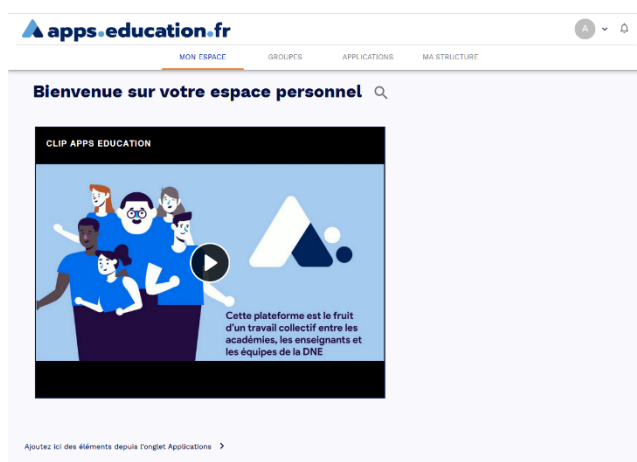 apps.education.fr
A
MON ESPACE GROUPES APPLICATIONS MA STRUCTURE
Bienvenue sur votre espace personnel
CLIP APPS EDUCATION
Cette plateforme est le fruit
d'un travail collectif entre les
académies, les enseignants et
les équipes de la DNE
Ajoutez ici des éléments depuis l'onglet Applications